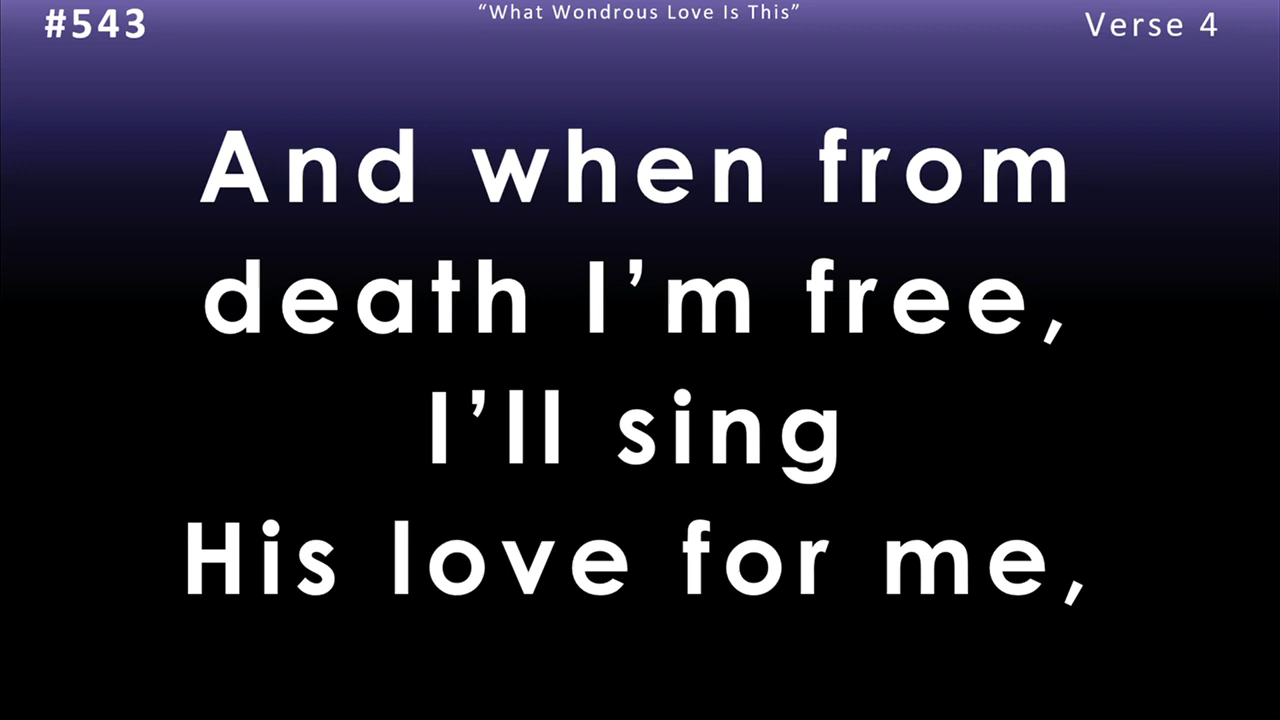 #543
“What Wondrous Love Is This”
Verse 4
And when from
death I’m free,
I’ll sing
His love for me,